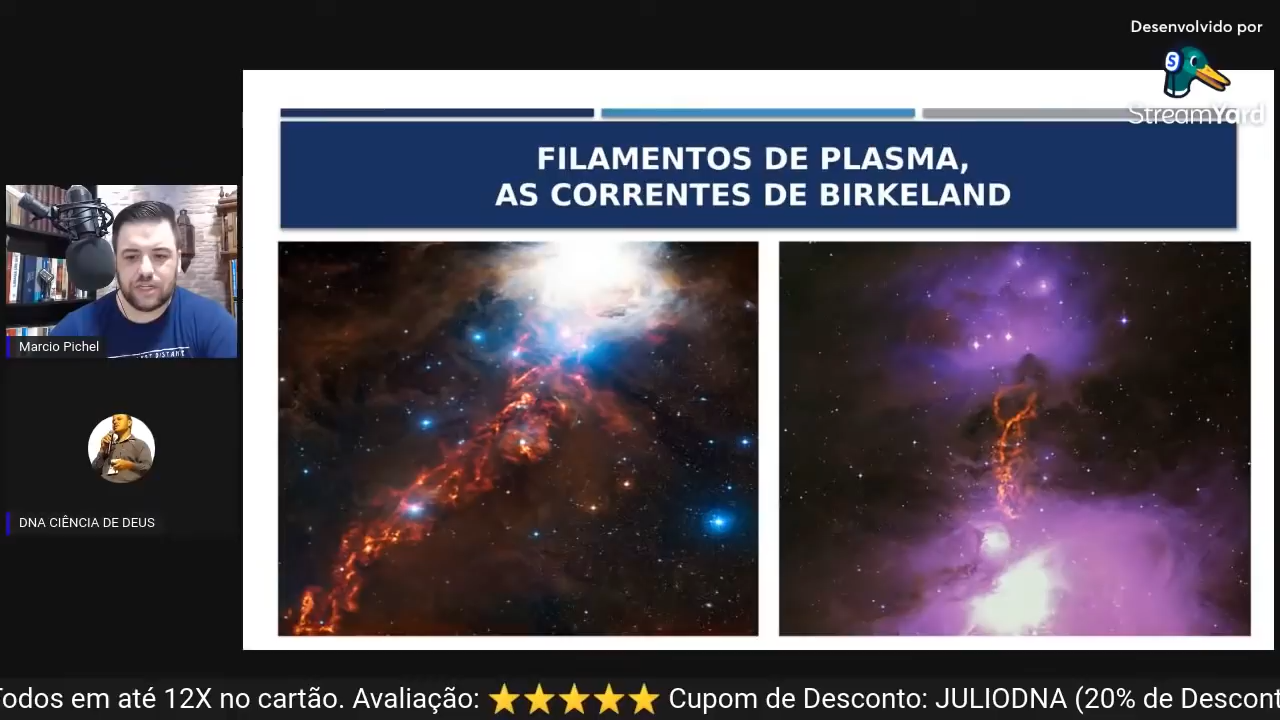 Desenvolvido por
StreamYard
FILAMENTOS DE PLASMA,
AS CORRENTES DE BIRKELAND
Marcio Pichel
DNA CIÊNCIA DE DEUS
Todos em até 12X no cartão. Avaliação: ⭐⭐⭐⭐⭐ Cupom de Desconto: JULIODNA (20% de Descont